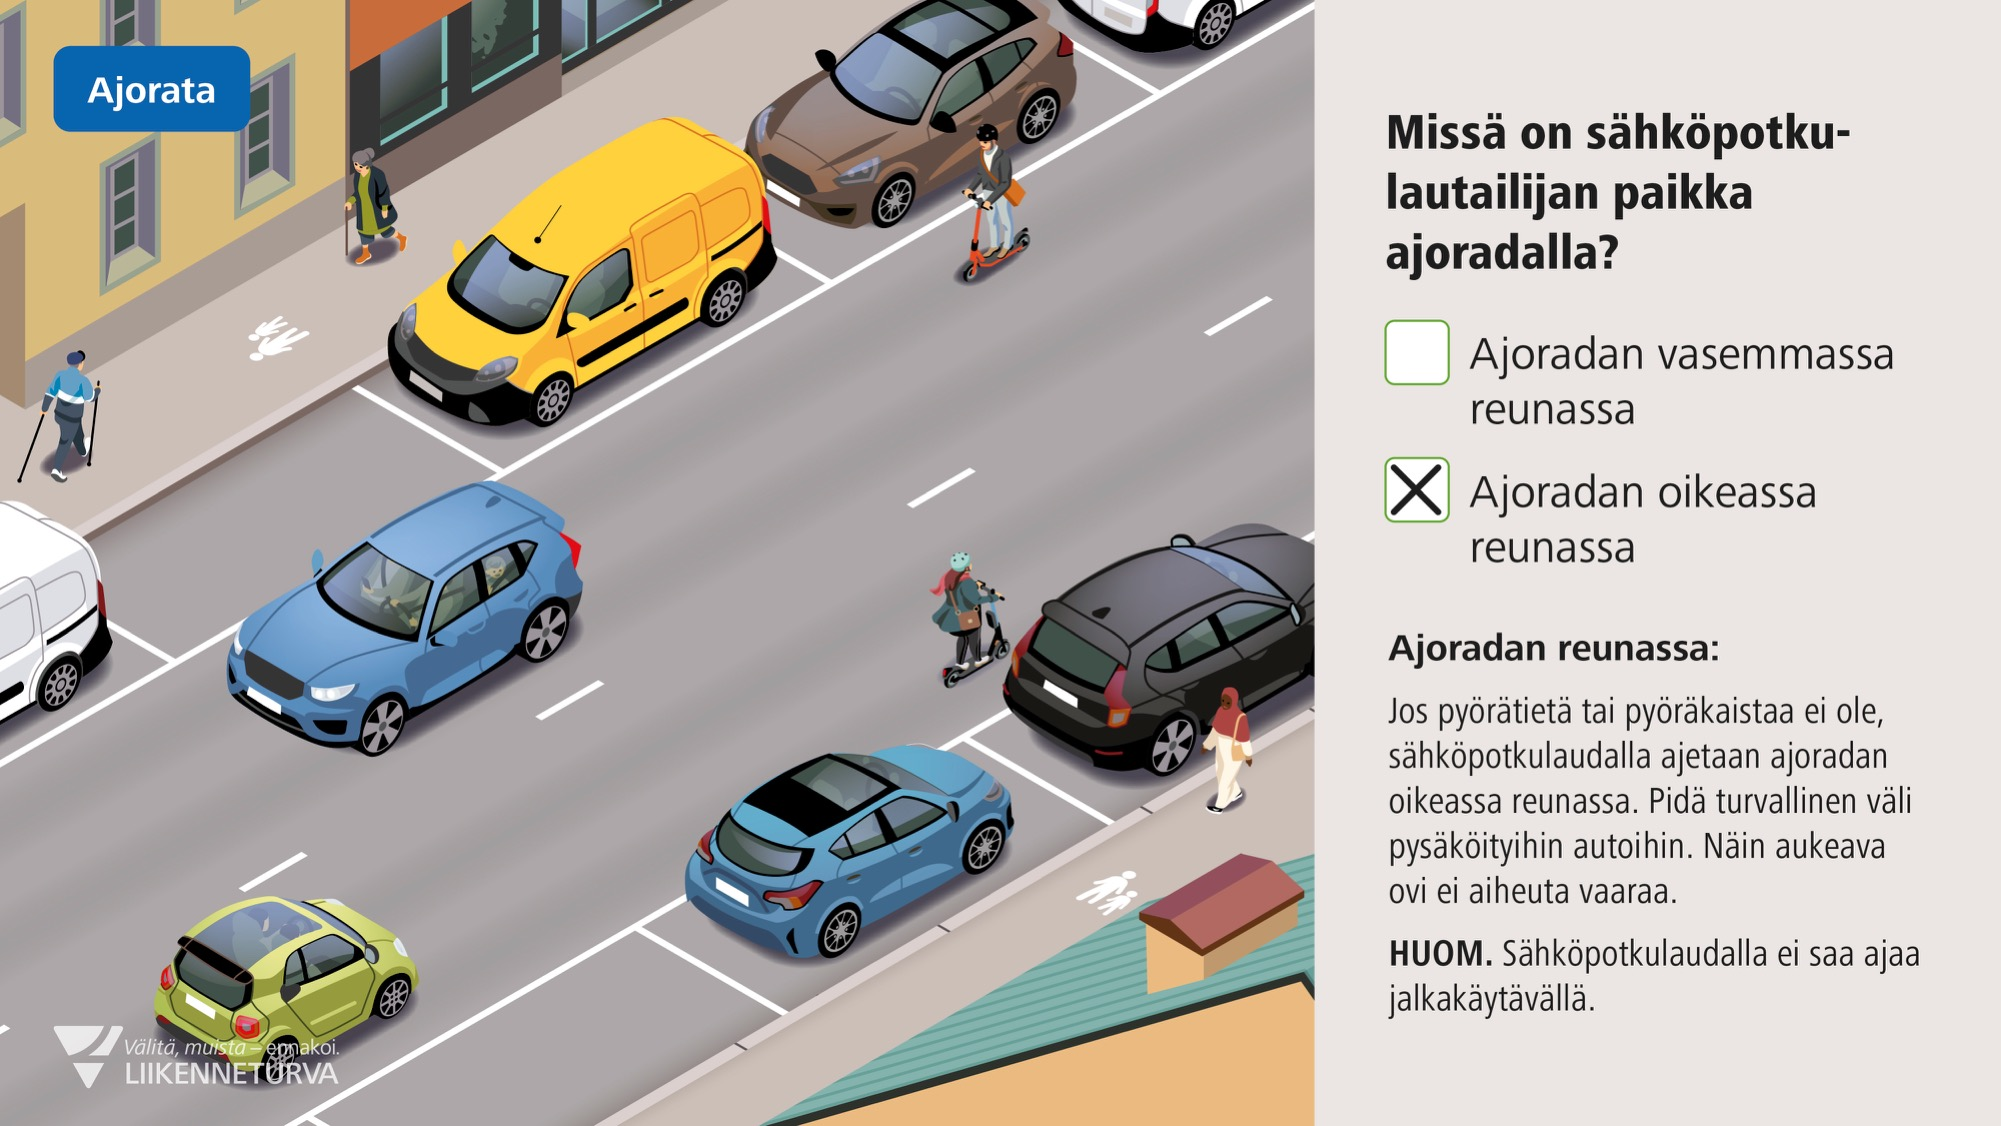 Ajorata
Missä on sähköpotku-
lautailijan paikka
ajoradalla?
Ajoradan vasemmassa
reunassa
Ajoradan oikeassa
reunassa
Ajoradan reunassa:
Jos pyörätietä tai pyöräkaistaa ei ole,
sähköpotkulaudalla ajetaan ajoradan
oikeassa reunassa. Pidä turvallinen väli
pysäköityihin autoihin. Näin aukeava
ovi ei aiheuta vaaraa.
HUOM. Sähköpotkulaudalla ei saa ajaa
jalkakäytävällä.
Välitä, muista – ennakoi.
LIIKENNETURVA